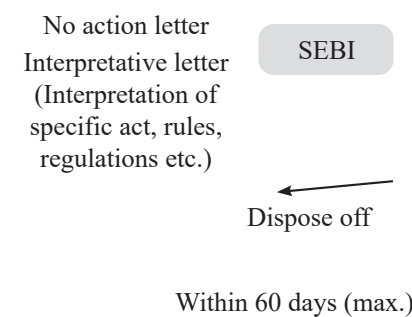 No action letter
Interpretative letter
(Interpretation of
specific act, rules,
regulations etc.)
SEBI
Dispose off
Within 60 days (max.)